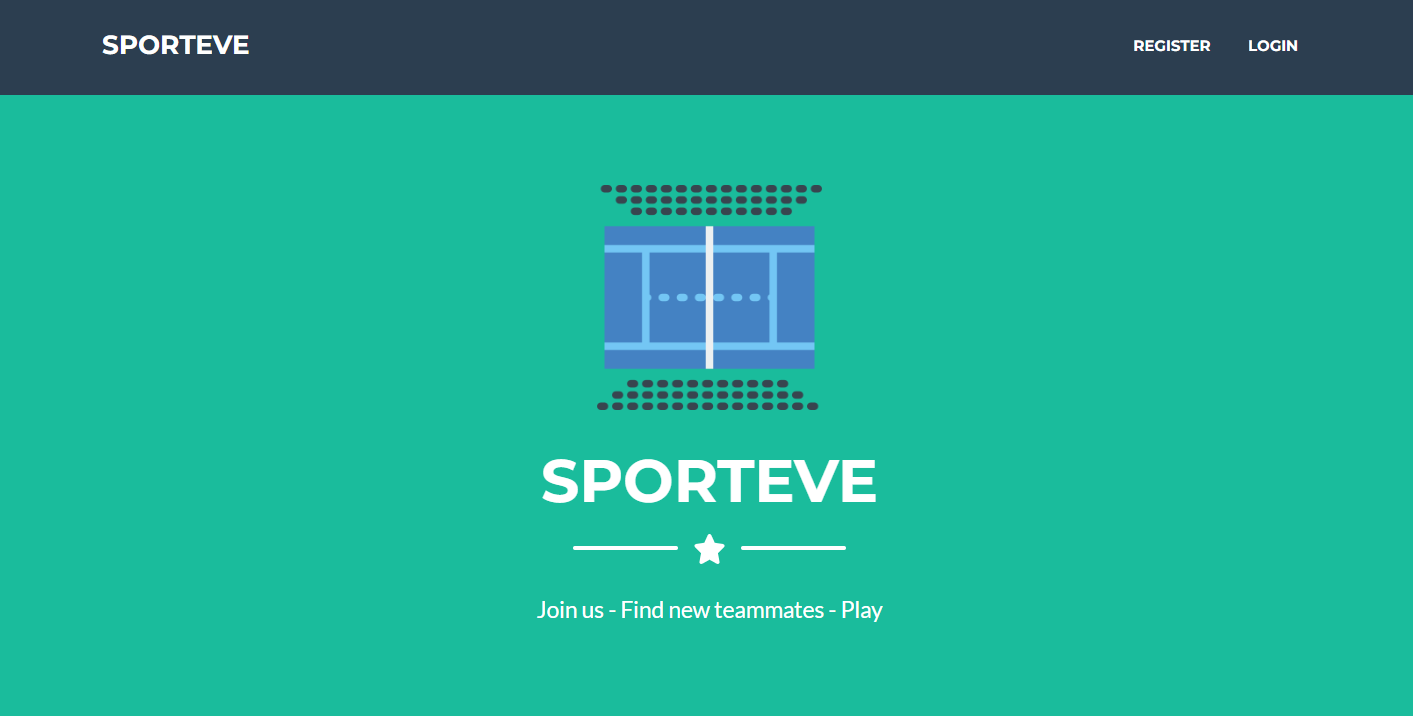 SPORTEVE
REGISTER LOGIN
SPORTEVE
Join us - Find new teammates - Play